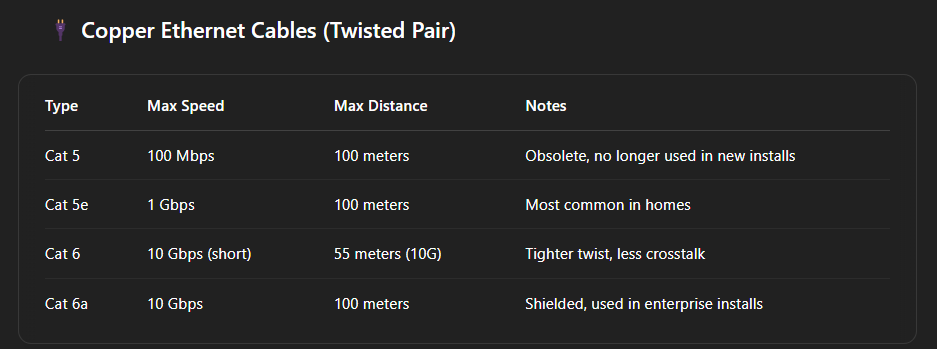 Copper Ethernet Cables (Twisted Pair)
Type Max Speed Max Distance Notes
Cat 5 100 Mbps 100 meters Obsolete, no longer used in new installs
Cat 5e 1 Gbps 100 meters Most common in homes
Cat 6 10 Gbps (short) 55 meters (10G) Tighter twist, less crosstalk
Cat 6a 10 Gbps 100 meters Shielded, used in enterprise installs